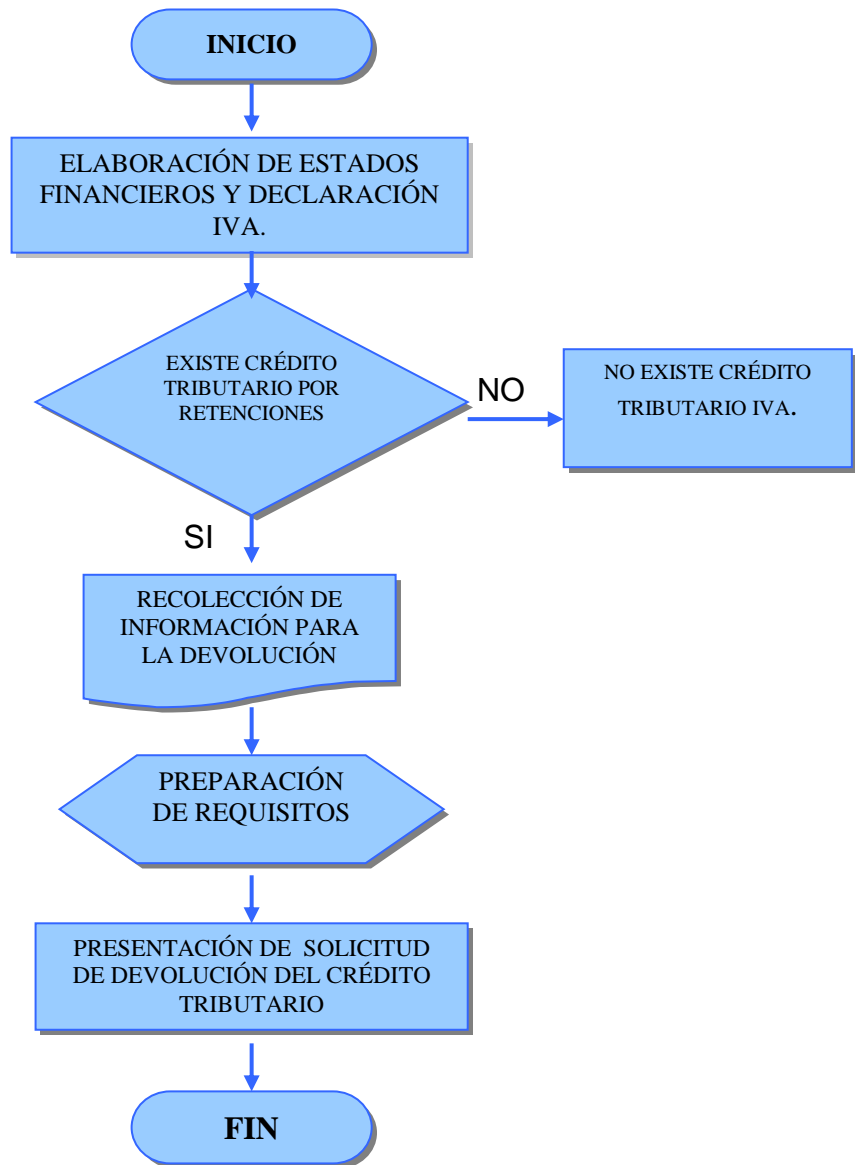 INICIO
ELABORACIÓN DE ESTADOS
FINANCIEROS Y DECLARACIÓN
IVA.
EXISTE CRÉDITO
TRIBUTARIO POR
RETENCIONES
NO
NO EXISTE CRÉDITO
TRIBUTARIO IVA.
SI
RECOLECCIÓN DE
INFORMACIÓN PARA
LA DEVOLUCIÓN
PREPARACIÓN
DE REQUISITOS
PRESENTACIÓN DE SOLICITUD
DE DEVOLUCIÓN DEL CRÉDITO
TRIBUTARIO
FIN